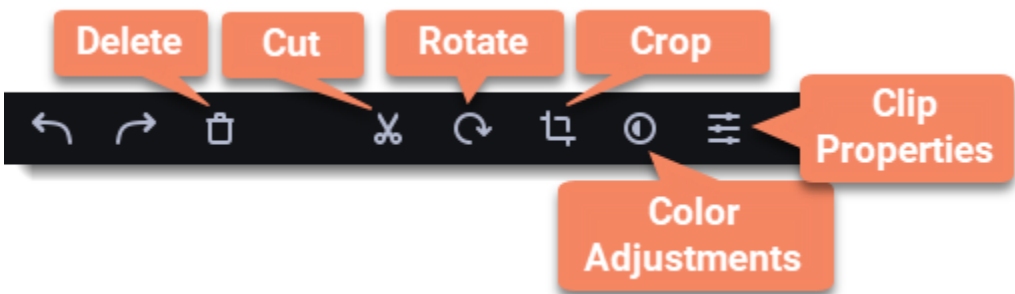 Delete
Cut
Rotate
Crop
Clip
Properties
Color
Adjustments